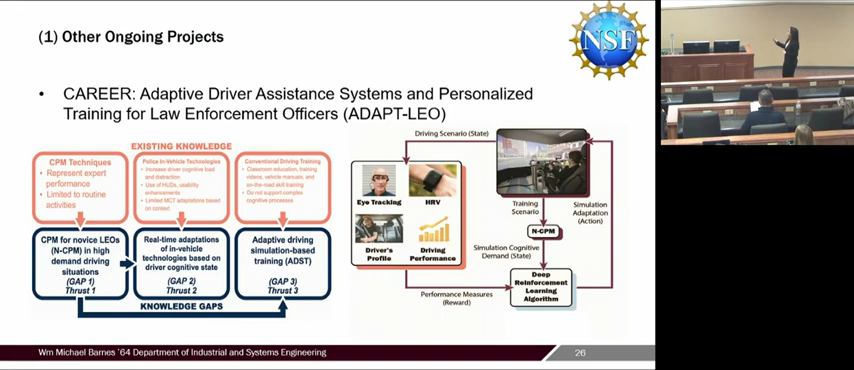 (1) Other Ongoing Projects
NSF
• CAREER: Adaptive Driver Assistance Systems and Personalized
Training for Law Enforcement Officers (ADAPT-LEO)
EXISTING KNOWLEDGE
CPM Techniques
• Represent expert
performance
• Limited to routine
activities
Police In-Vehicle Technologies
• Increase driver cognitive load
and distraction
• Use of HUDs, usability
enhancements
• Limited MCT adaptations based
on context
Conventional Driving Training
• Classroom education, training
videos, vehicle manuals, and
on-the-road skill training
• Do not support complex
cognitive processes
CPM for novice LEOs
(N-CPM) in high
demand driving
situations
(GAP 1)
Thrust 1
Real-time adaptations
of in-vehicle
technologies based on
driver cognitive state
(GAP 2)
Thrust 2
Adaptive driving
simulation-based
training (ADST)
(GAP 3)
Thrust 3
KNOWLEDGE GAPS
Driving Scenario (State)
Eye Tracking
HRV
Driver's
Profile
Driving
Performance
Training
Scenario
Simulation
Adaptation
(Action)
N-CPM
Simulation Cognitive
Demand (State)
Deep
Reinforcement
Learning
Algorithm
Performance Measures
(Reward)
Wm Michael Barnes '64 Department of Industrial and Systems Engineering
26